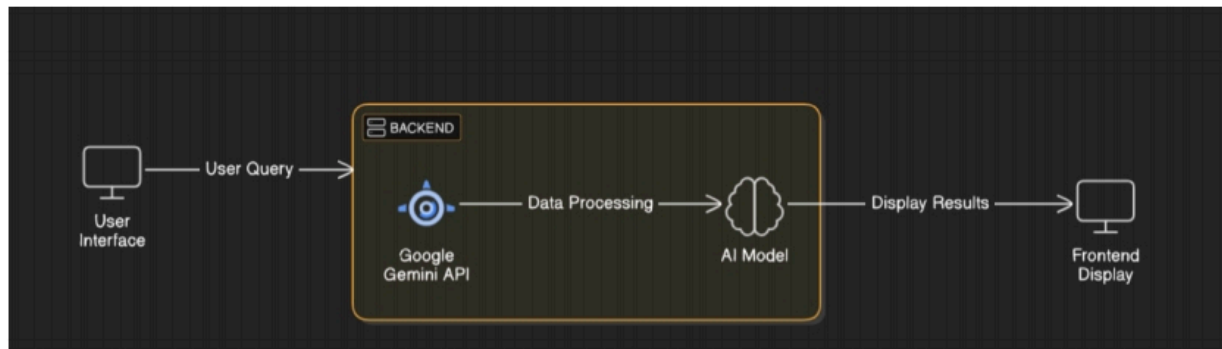 BACKEND
User Query
User
Interface
Data Processing
Google
Gemini API
AI Model
Display Results
Frontend
Display